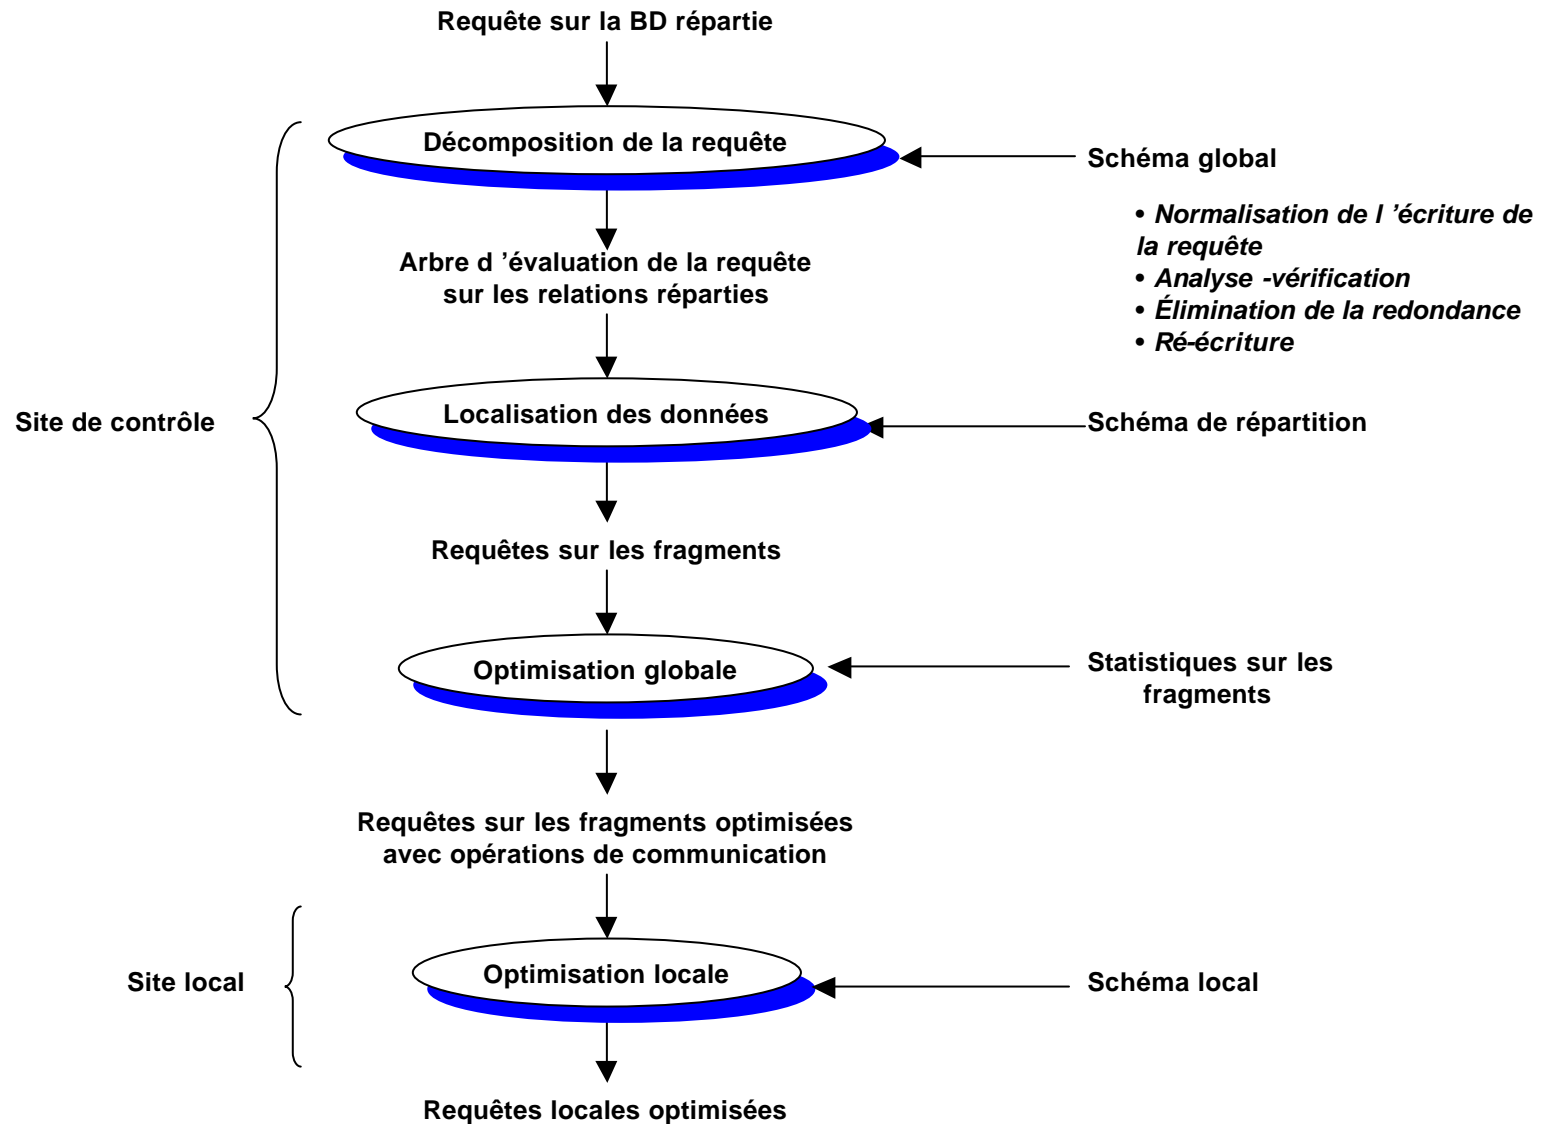 Requête sur la BD répartie
Décomposition de la requête
Schéma global
• Normalisation de l ’écriture de
la requête
• Analyse -vérification
• Élimination de la redondance
• Ré-écriture
Arbre d ’évaluation de la requête
sur les relations réparties
Site de contrôle
Localisation des données
Schéma de répartition
Requêtes sur les fragments
Optimisation globale
Statistiques sur les
fragments
Requêtes sur les fragments optimisées
avec opérations de communication
Site local
Optimisation locale
Schéma local
Requêtes locales optimisées